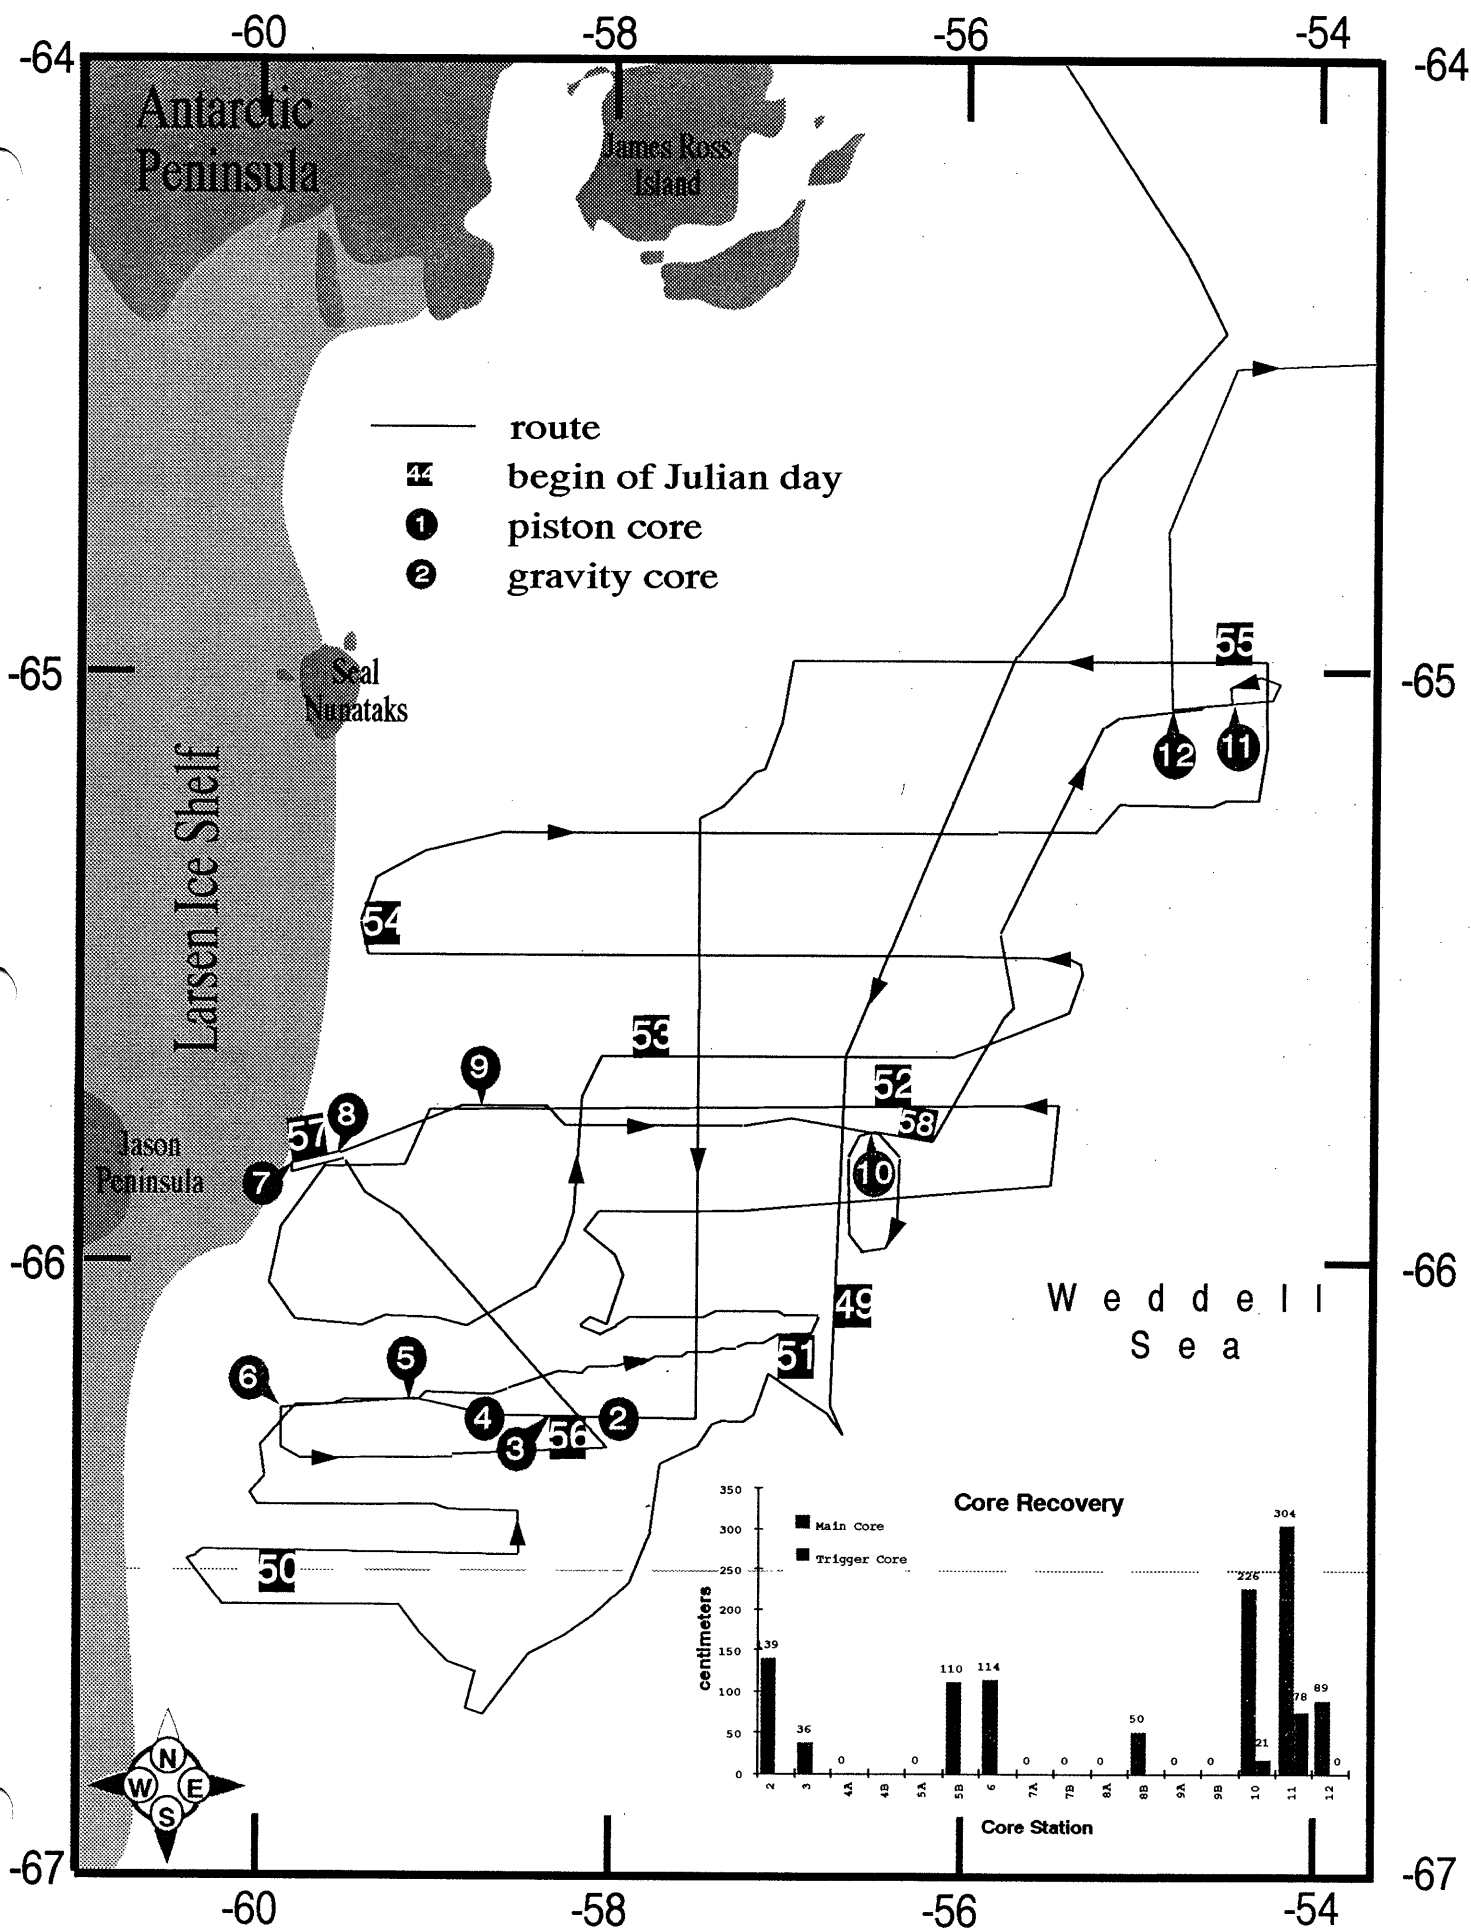 -60 -58 -56 -54
-64 -64
Antarctic
Peninsula
James Ross
Island
route
44 begin of Julian day
1 piston core
2 gravity core
55
-65 -65
Seal
Nunataks
12 11
Larsen Ice Shelf
54
53
9
52
8
57 58
Jason
Peninsula
7 10
-66 -66
49
Weddell
Sea
51
5
6
4 2
3 56
50
Core Recovery
Main Core
Trigger Core
350
300
250
200
150
100
50
0
centimeters
139 36 0 0 110 114 0 0 0 50 0 0 226 21 304 78 89 0
2 3 4A 4B 5A 5B 6 7A 7B 8A 8B 9A 9B 10 11 12
Core Station
N
W E
S
-67 -67
-60 -58 -56 -54